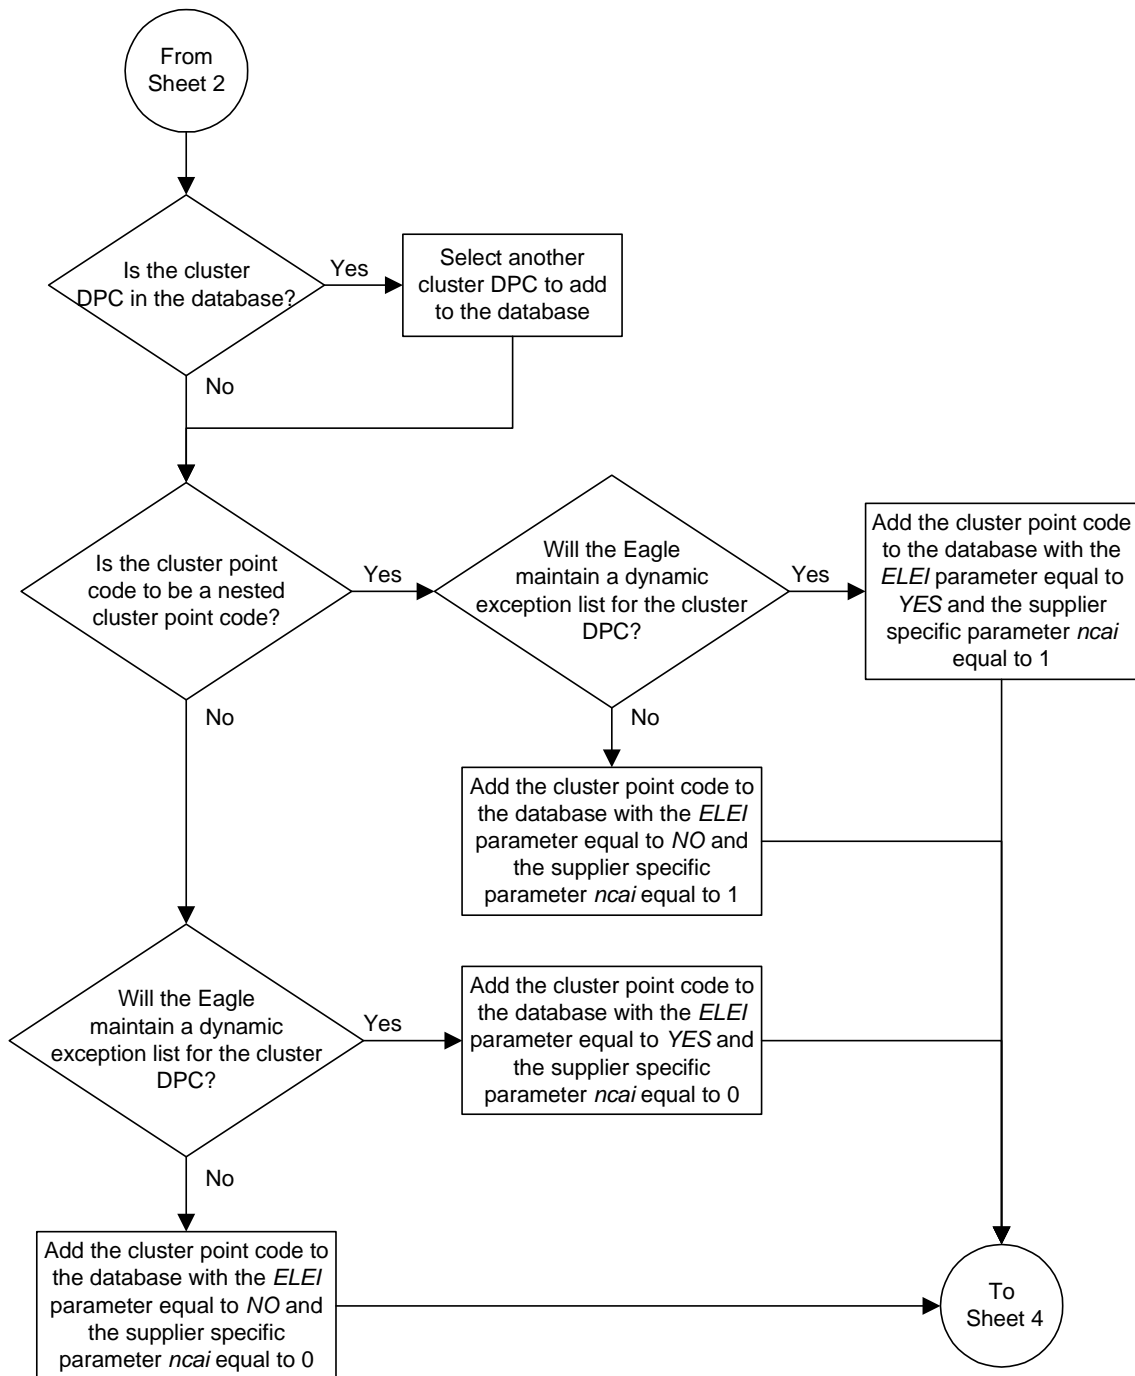 From
Sheet 2
Is the cluster
DPC in the database?
Yes
Select another
cluster DPC to add
to the database
No
Is the cluster point
code to be a nested
cluster point code?
Yes
Will the Eagle
maintain a dynamic
exception list for the cluster
DPC?
Yes
Add the cluster point code
to the database with the
ELEI parameter equal to
YES and the supplier
specific parameter ncai
equal to 1
No
No
Add the cluster point code to
the database with the ELEI
parameter equal to NO and
the supplier specific
parameter ncai equal to 1
Will the Eagle
maintain a dynamic
exception list for the cluster
DPC?
Yes
Add the cluster point code to
the database with the ELEI
parameter equal to YES and
the supplier specific
parameter ncai equal to 0
No
Add the cluster point code to
the database with the ELEI
parameter equal to NO and
the supplier specific
parameter ncai equal to 0
To
Sheet 4